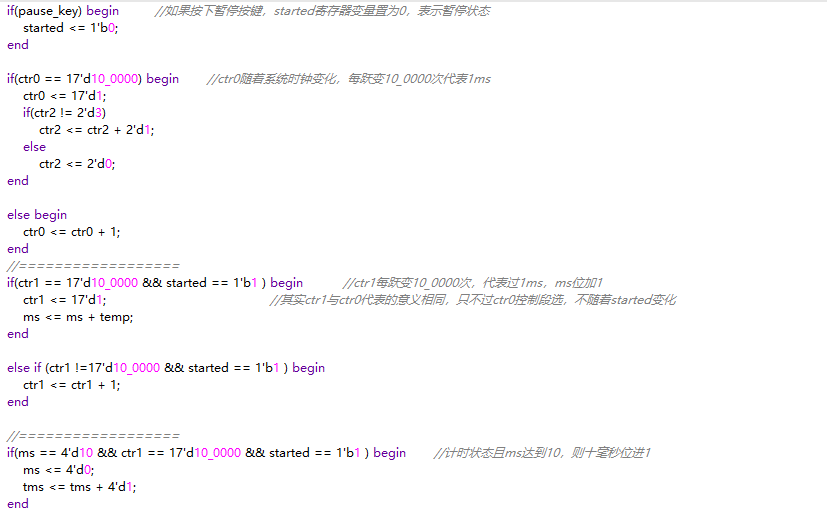 if(pause_key) begin //如果按下暂停按键，started寄存器变量置为0，表示暂停状态
started <= 1'b0;
end
if(ctr0 == 17'd10_0000) begin //ctr0随着系统时钟变化，每跃变10_0000次代表1ms
ctr0 <= 17'd1;
if(ctr2 != 2'd3)
ctr2 <= ctr2 + 2'd1;
else
ctr2 <= 2'd0;
end
else begin
ctr0 <= ctr0 + 1;
end
//==================
if(ctr1 == 17'd10_0000 && started == 1'b1 ) begin //ctr1每跃变10_0000次，代表过1ms，ms位加1
ctr1 <= 17'd1; //其实ctr1与ctr0代表的意义相同，只不过ctr0控制段选，不随着started变化
ms <= ms + temp;
end
else if (ctr1 !=17'd10_0000 && started == 1'b1 ) begin
ctr1 <= ctr1 + 1;
end
//==================
if(ms == 4'd10 && ctr1 == 17'd10_0000 && started == 1'b1 ) begin //计时状态且ms达到10，则十毫秒位进1
ms <= 4'd0;
tms <= tms + 4'd1;
end